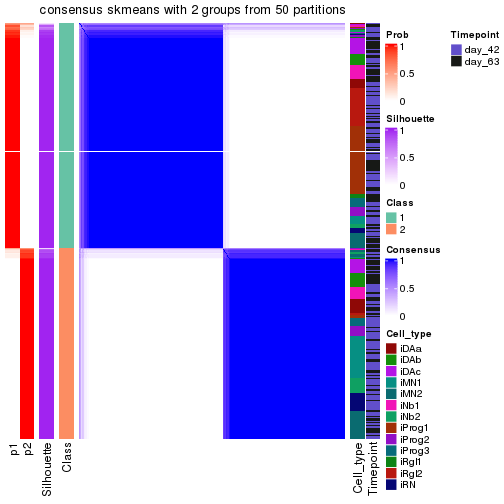 consensus skmeans with 2 groups from 50 partitions
Prob
1
0.5
0
Silhouette
1
0.5
0
Class
1
2
Consensus
1
0.5
0
Cell_type
iDAa
iDAb
iDAc
iMN1
iMN2
iNb1
iNb2
iProg1
iProg2
iProg3
iRgl1
iRgl2
iRN
Timepoint
day_42
day_63
p1
p2
Silhouette
Class
Cell_type
Timepoint